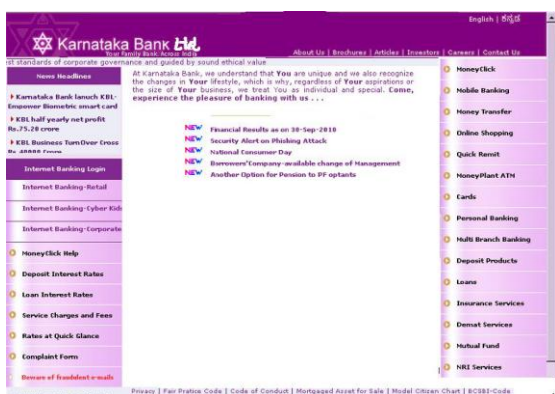 English | ಕನ್ನಡ
Karnataka Bank Ltd.
Your Family Bank. Across India
About Us | Brochures | Articles | Investors | Careers | Contact Us
st standards of corporate governance and guided by sound ethical value
News Headlines
Karnataka Bank lanuch KBL-
Empower Biometric smart card
KBL half yearly net profit
Rs.75.20 crore
KBL Business TurnOver Cross
Rs 40000 Crore
Internet Banking Login
Internet Banking-Retail
Internet Banking-Cyber Kids
Internet Banking-Corporate
MoneyClick Help
Deposit Interest Rates
Loan Interest Rates
Service Charges and Fees
Rates at Quick Glance
Complaint Form
Beware of fraudulent e-mails
At Karnataka Bank, we understand that You are unique and we also recognize
the changes in Your lifestyle, which is why, regardless of Your aspirations or
the size of Your business, we treat You as individual and special. Come,
experience the pleasure of banking with us . . .
NEW Financial Results as on 30-Sep-2010
NEW Security Alert on Phishing Attack
NEW National Consumer Day
NEW Borrowers'Company-available change of Management
NEW Another Option for Pension to PF optants
MoneyClick
Mobile Banking
Money Transfer
Online Shopping
Quick Remit
MoneyPlant ATM
Cards
Personal Banking
Multi Branch Banking
Deposit Products
Loans
Insurance Services
Demat Services
Mutual Fund
NRI Services
Privacy | Fair Pratice Code | Code of Conduct | Mortgaged Asset for Sale | Model Citizen Chart | BCSBI-Code